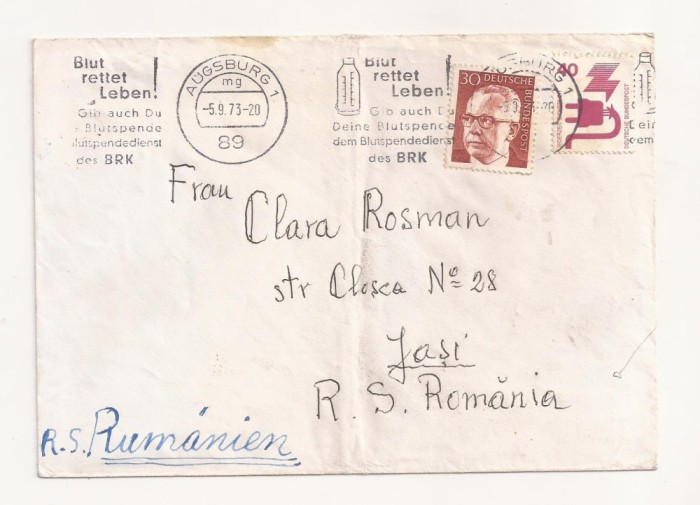 Blut
rettet
Leben!
Gib auch Du
Blutspende
Blutspendedienst
des BRK
AUGSBURG 1
mg
-5.9.73-20
89
Blut
rettet
Leben!
Gib auch Du
Deine Blutspende
dem Blutspendedienst
des BRK
30 DEUTSCHE BUNDESPOST
40
DEUTSCHE BUNDESPOST
Frau
Clara Rosman
str Cloșca No 28
Jași
R. S. România
R.S. Rumänien